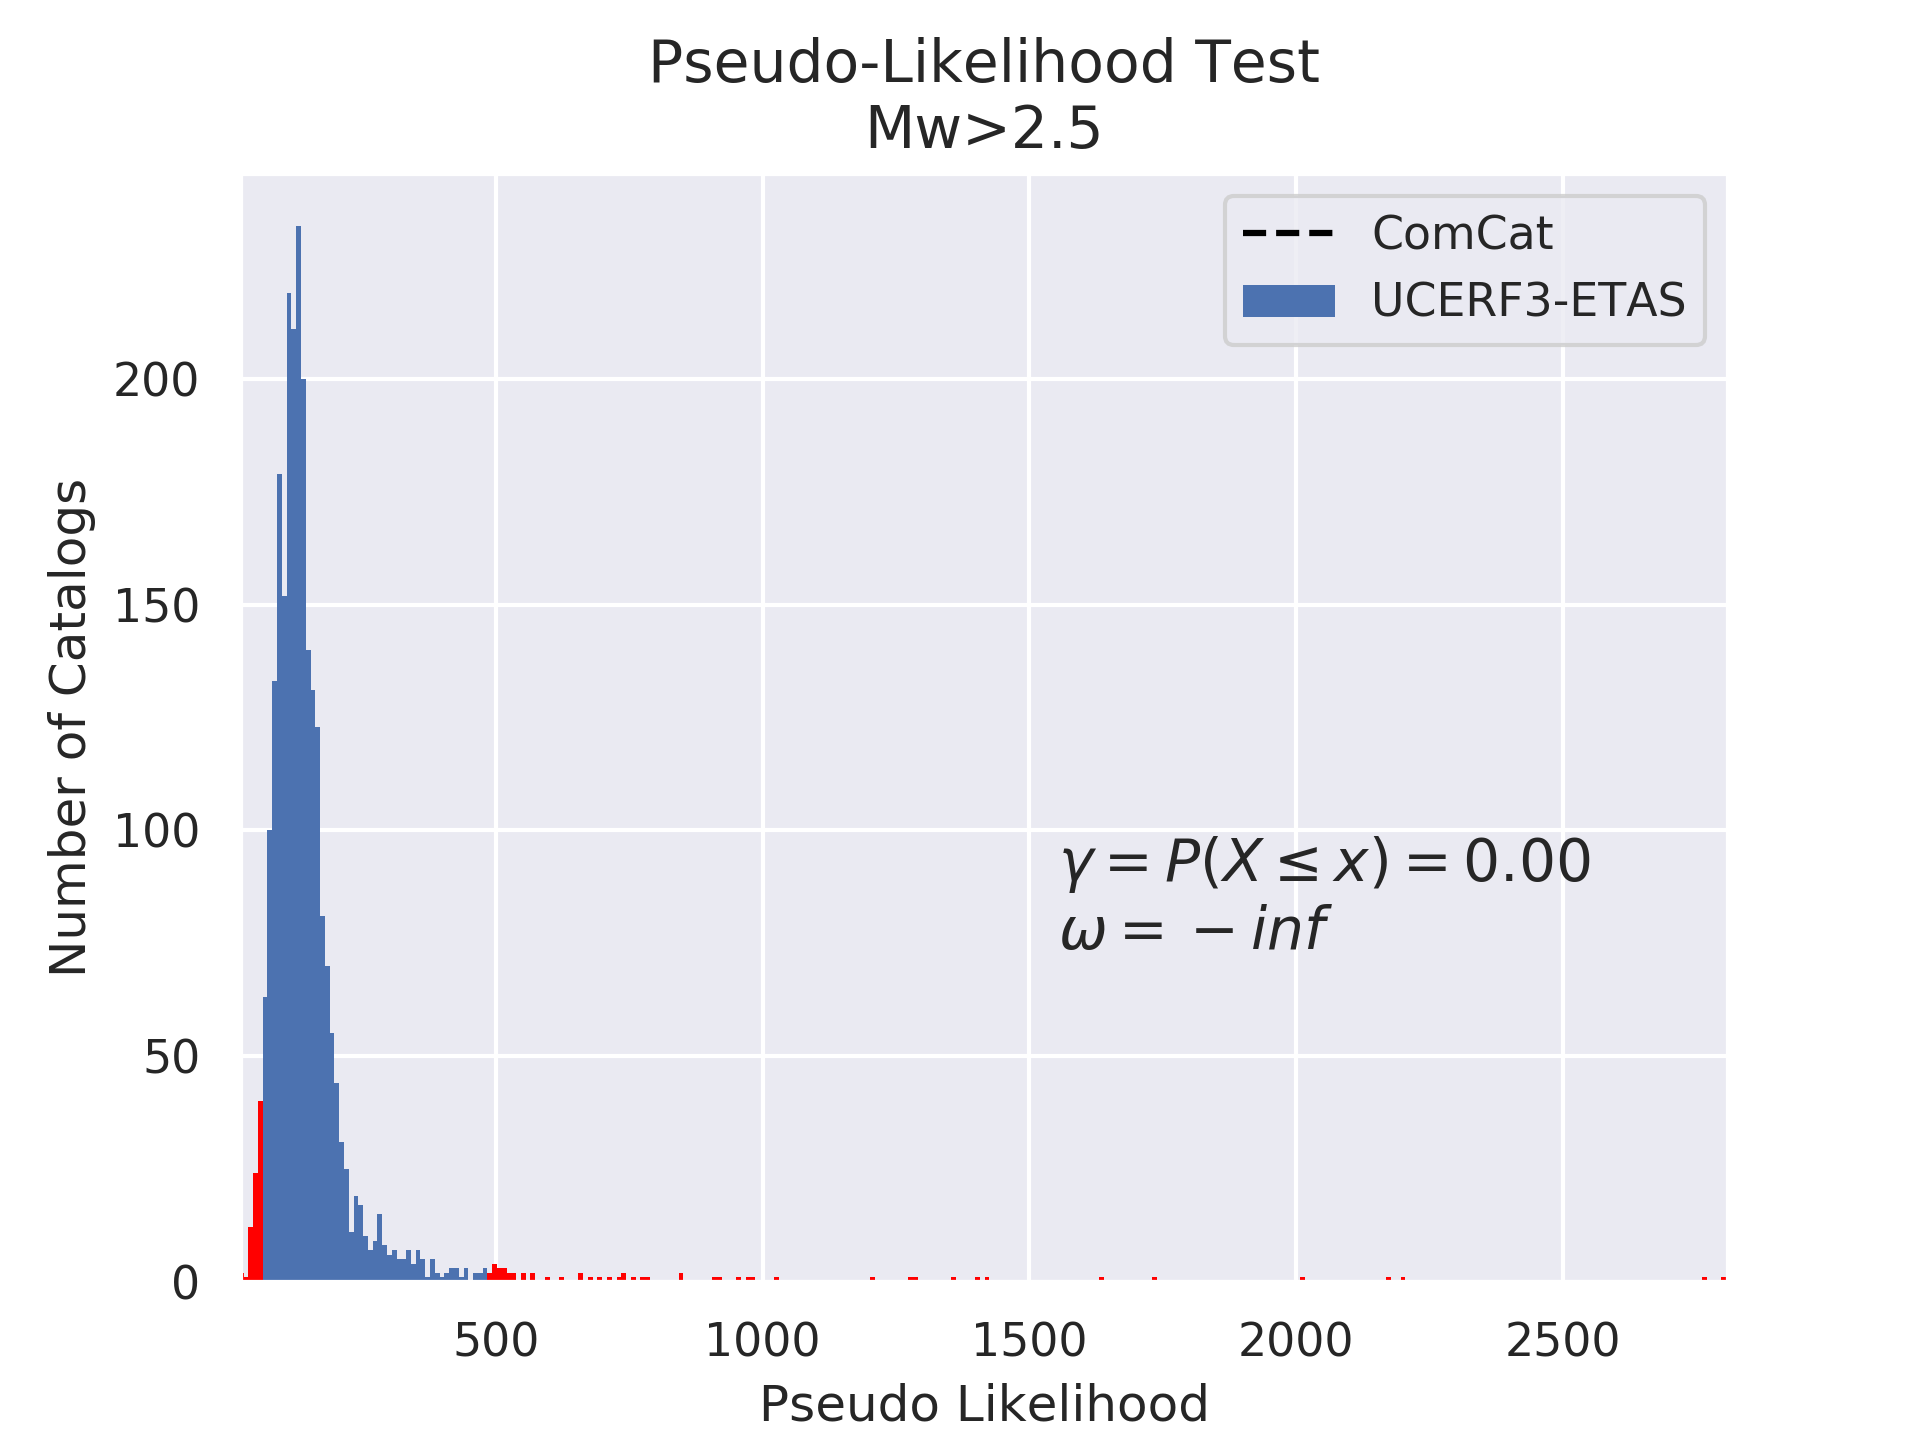 Pseudo-Likelihood Test
Mw>2.5
ComCat
UCERF3-ETAS
200
150
100
50
0
Number of Catalogs
γ = P(X ≤ x) = 0.00
ω = − inf
500 1000 1500 2000 2500
Pseudo Likelihood